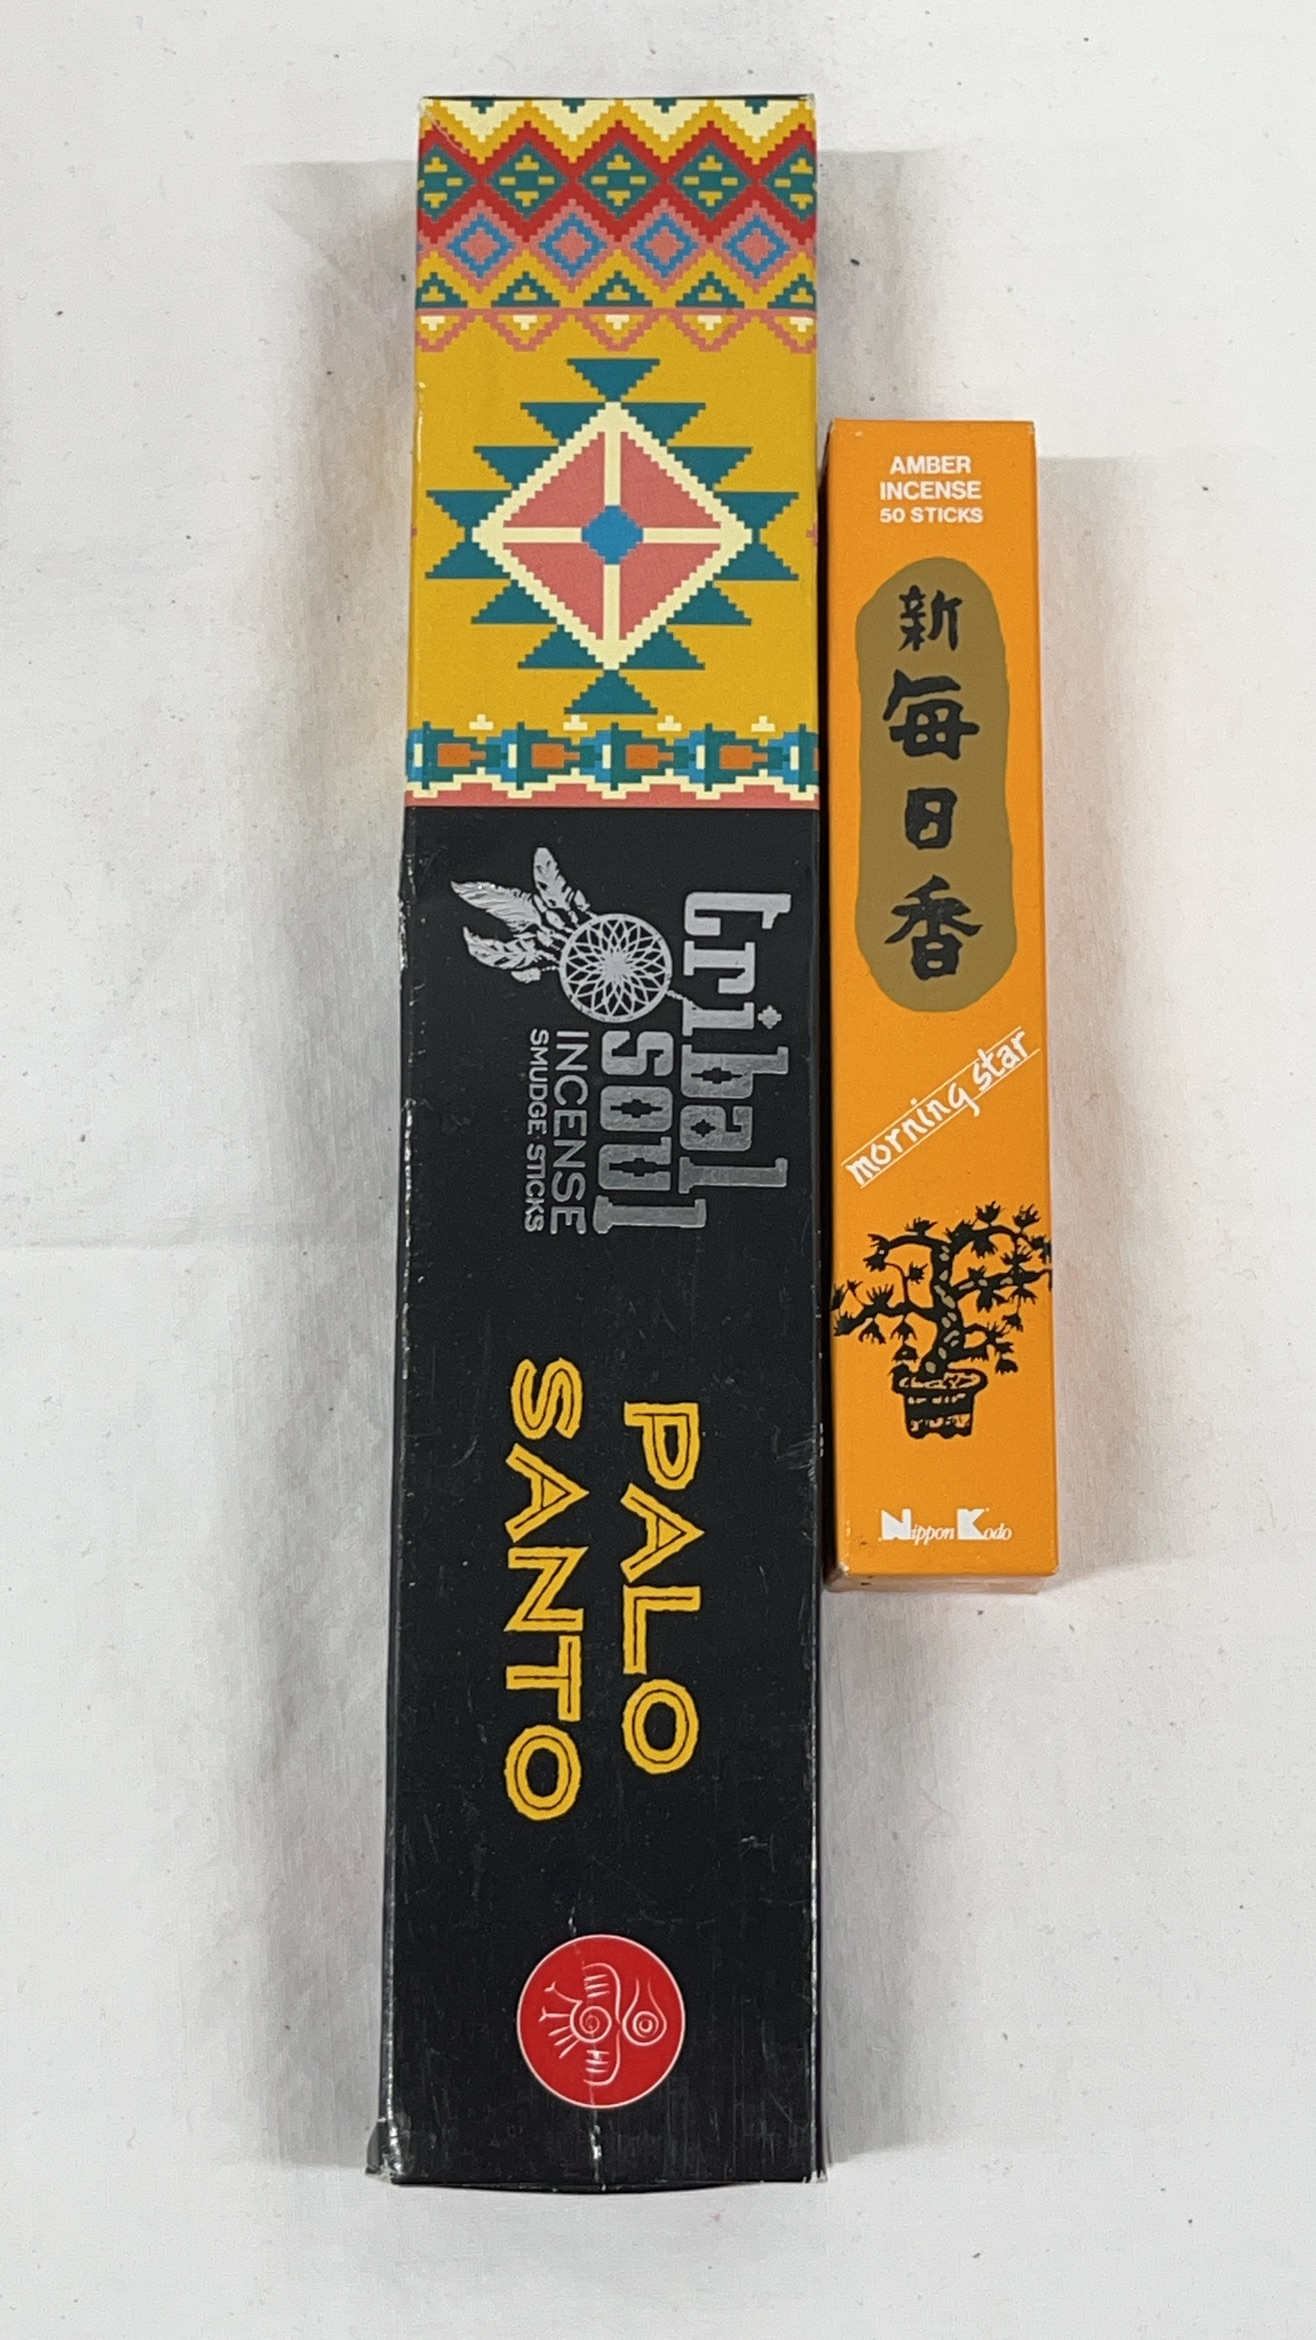 tribal
soul
INCENSE
SMUDGE STICKS
PALO
SANTO
AMBER
INCENSE
50 STICKS
新毎日香
morning star
Nippon Kodo